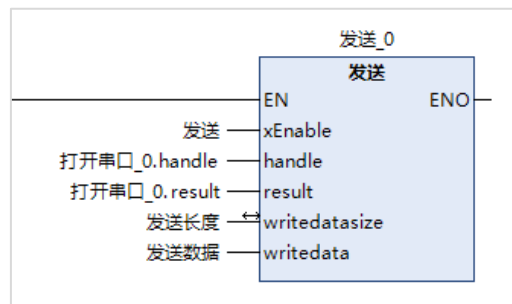 发送_0
发送
EN ENO
发送 xEnable
打开串口_0.handle handle
打开串口_0.result result
发送长度 writedatasize
发送数据 writedata